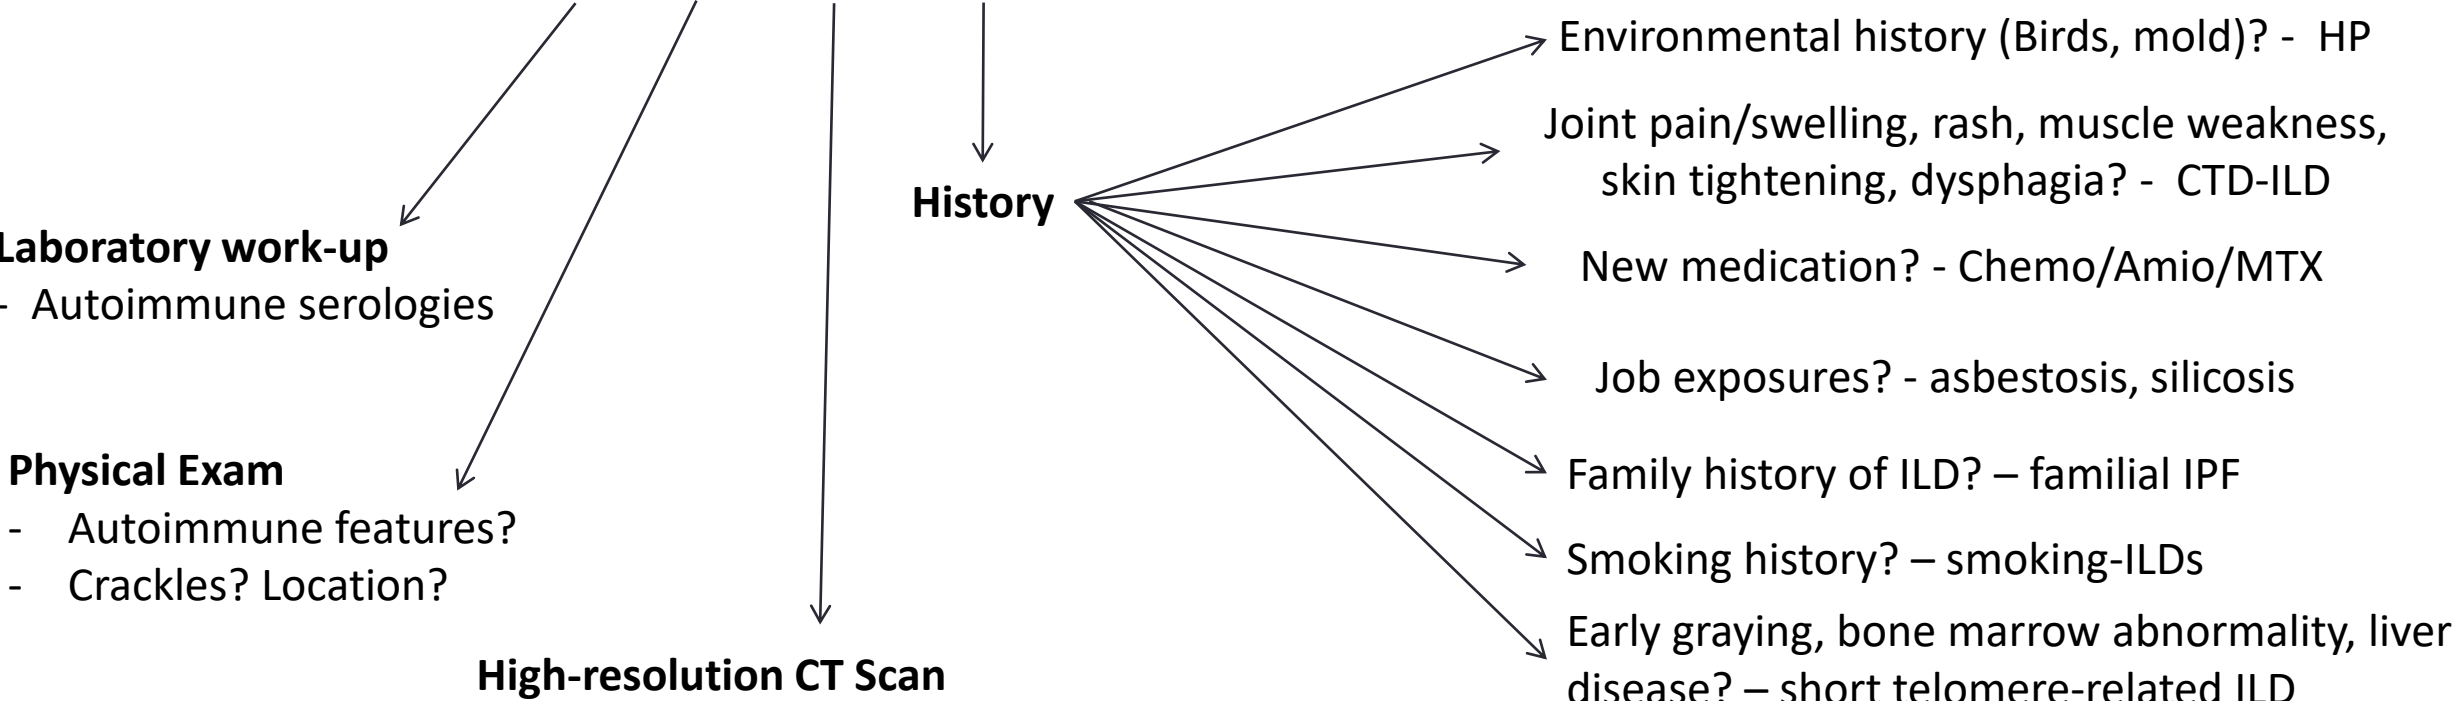 Environmental history (Birds, mold)? - HP
Joint pain/swelling, rash, muscle weakness,
skin tightening, dysphagia? - CTD-ILD
History
Laboratory work-up
- Autoimmune serologies
New medication? - Chemo/Amio/MTX
Job exposures? - asbestosis, silicosis
Physical Exam
- Autoimmune features?
- Crackles? Location?
Family history of ILD? – familial IPF
Smoking history? – smoking-ILDs
Early graying, bone marrow abnormality, liver
disease? – short telomere-related ILD
High-resolution CT Scan